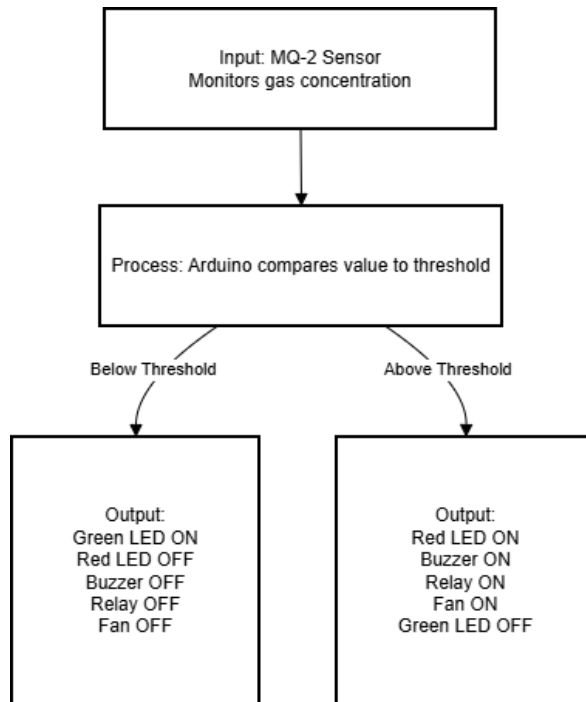 Input: MQ-2 Sensor
Monitors gas concentration
Process: Arduino compares value to threshold
Below Threshold
Above Threshold
Output:
Green LED ON
Red LED OFF
Buzzer OFF
Relay OFF
Fan OFF
Output:
Red LED ON
Buzzer ON
Relay ON
Fan ON
Green LED OFF